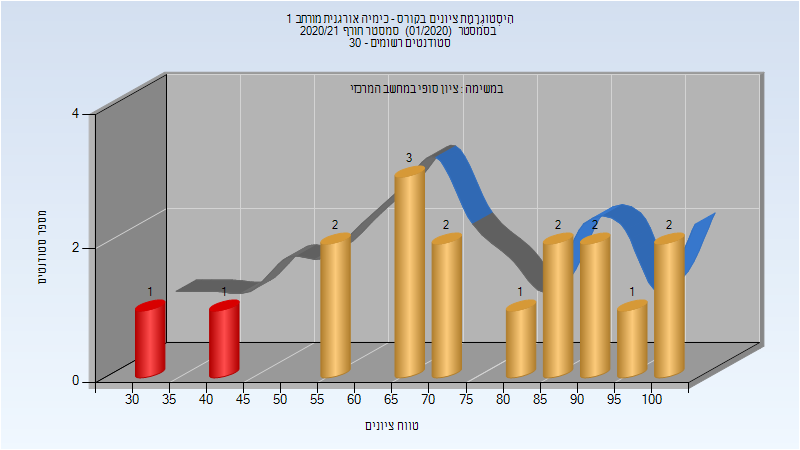 היסטוגרמת ציונים בקורס - כימיה אורגנית מורחב 1
בסמסטר (01/2020) סמסטר חורף 2020/21
סטודנטים רשומים - 30
במשימה : ציון סופי במחשב המרכזי
מספר סטודנטים
4
2
0
1
1
2
3
2
1
2
2
1
2
30 35 40 45 50 55 60 65 70 75 80 85 90 95 100
טווח ציונים